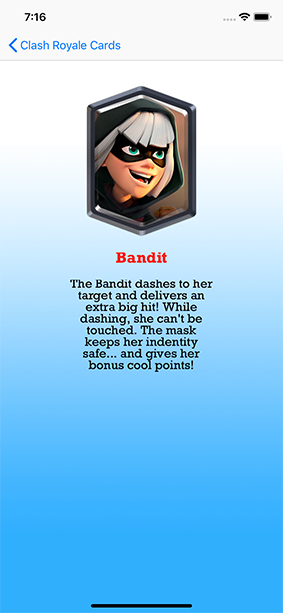 7:16
Clash Royale Cards
Bandit
The Bandit dashes to her
target and delivers an
extra big hit! While
dashing, she can't be
touched. The mask
keeps her indentity
safe... and gives her
bonus cool points!